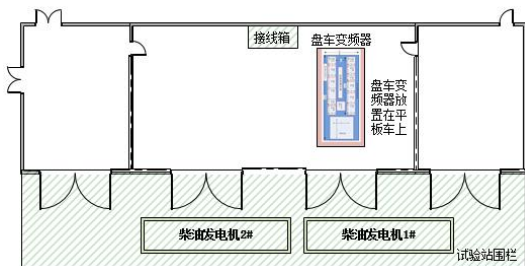 接线箱
盘车变频器
盘车变
频器放
置在平
板车上
柴油发电机2#
柴油发电机1#
试验站围栏